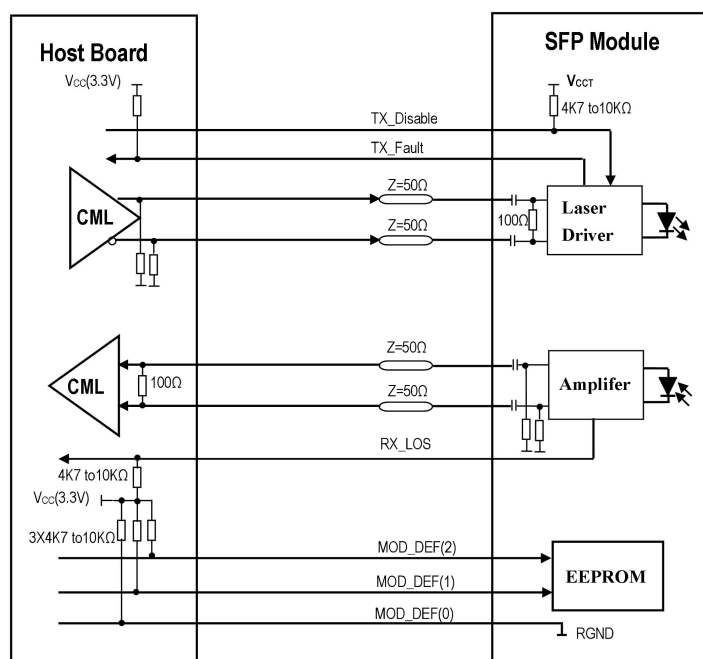 Host Board
SFP Module
Vcc(3.3V)
VCCT
4K7 to10KΩ
TX_Disable
TX_Fault
CML
Z=50Ω
Z=50Ω
100Ω
Laser
Driver
CML
100Ω
Z=50Ω
Z=50Ω
Amplifer
RX_LOS
4K7 to10KΩ
Vcc(3.3V)
3X4K7 to10KΩ
MOD_DEF(2)
MOD_DEF(1)
EEPROM
MOD_DEF(0)
RGND